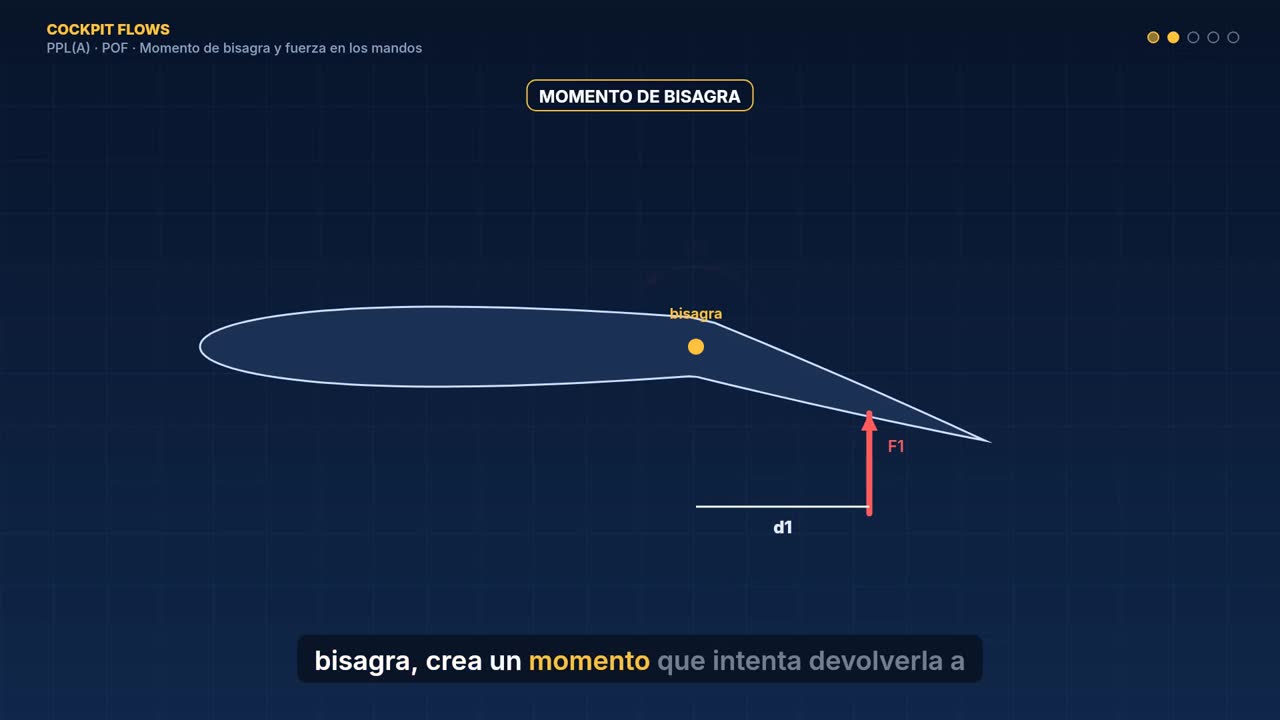 COCKPIT FLOWS
PPL(A) · POF · Momento de bisagra y fuerza en los mandos
MOMENTO DE BISAGRA
bisagra
F1
d1
bisagra, crea un momento que intenta devolverla a